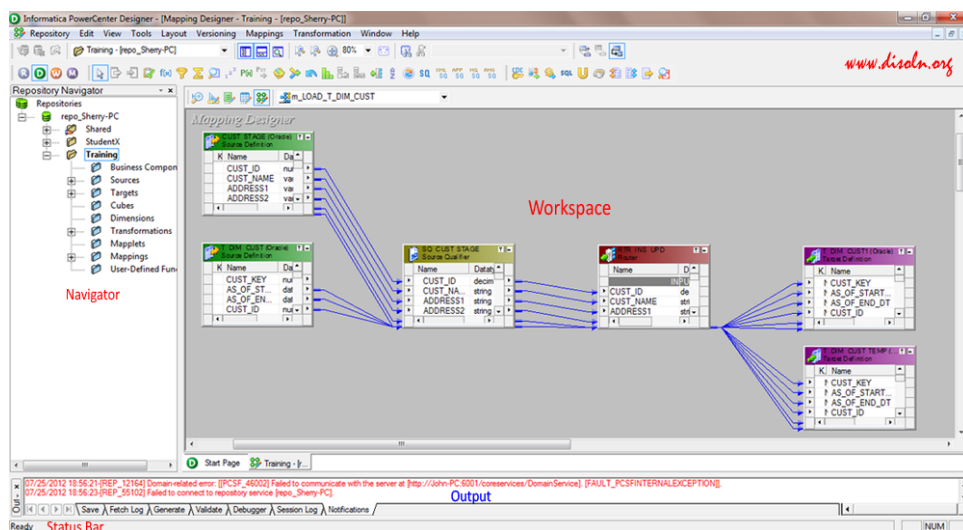 Informatica PowerCenter Designer - [Mapping Designer - Training - [repo_Sherry-PC]]
Repository Edit View Tools Layout Versioning Mappings Transformation Window Help
Training - [repo_Sherry-PC]
80%
www.disoln.org
Repository Navigator
m_LOAD_T_DIM_CUST
Repositories
repo_Sherry-PC
Shared
StudentX
Training
Business Compon
Sources
Targets
Cubes
Dimensions
Transformations
Mapplets
Mappings
User-Defined Fun
Navigator
Mapping Designer
Workspace
CUST_STAGE (Oracle)
Source Definition
K Name
CUST_ID
CUST_NAME
ADDRESS1
ADDRESS2
T_DIM_CUST (Oracle)
Source Definition
K Name
CUST_KEY
AS_OF_ST...
AS_OF_EN...
CUST_ID
SQ_CUST_STAGE
Source Qualifier
Name
CUST_ID decim
CUST_NA... string
ADDRESS1 string
ADDRESS2 string
RTR_INS_UPD
Router
Name
INPU
CUST_ID
CUST_NAME
ADDRESS1
T_DIM_CUST1 (Oracle)
Target Definition
K Name
CUST_KEY
AS_OF_START...
AS_OF_END_DT
CUST_ID
T_DIM_CUST_TEMP (...
Target Definition
K Name
CUST_KEY
AS_OF_START...
AS_OF_END_DT
CUST_ID
Start Page Training - [r...
07/25/2012 18:56:21-[REP_12164] Domain-related error: [[PCSF_46002] Failed to communicate with the server at [http://John-PC:6001/coreservices/DomainService]. [FAULT_PCSFINTERNALEXCEPTION]].
07/25/2012 18:56:23-[REP_55102] Failed to connect to repository service [repo_Sherry-PC].
Output
Save Fetch Log Generate Validate Debugger Session Log Notifications
Ready
Status Bar
NUM